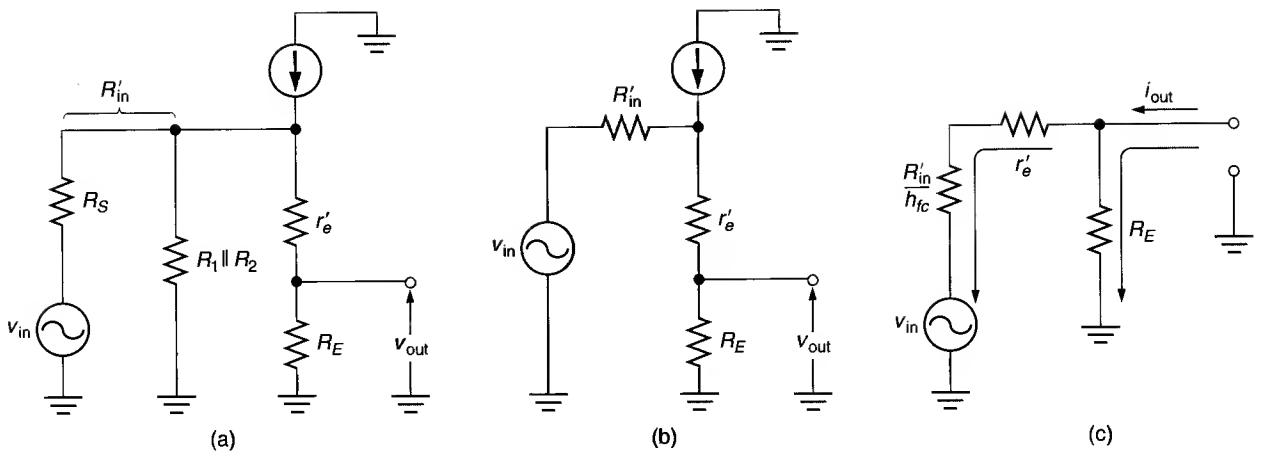 R'in
RS
R1 ∥ R2
vin
r'e
RE
vout
(a)
R'in
vin
r'e
RE
vout
(b)
iout
r'e
R'in
hfc
RE
vin
(c)